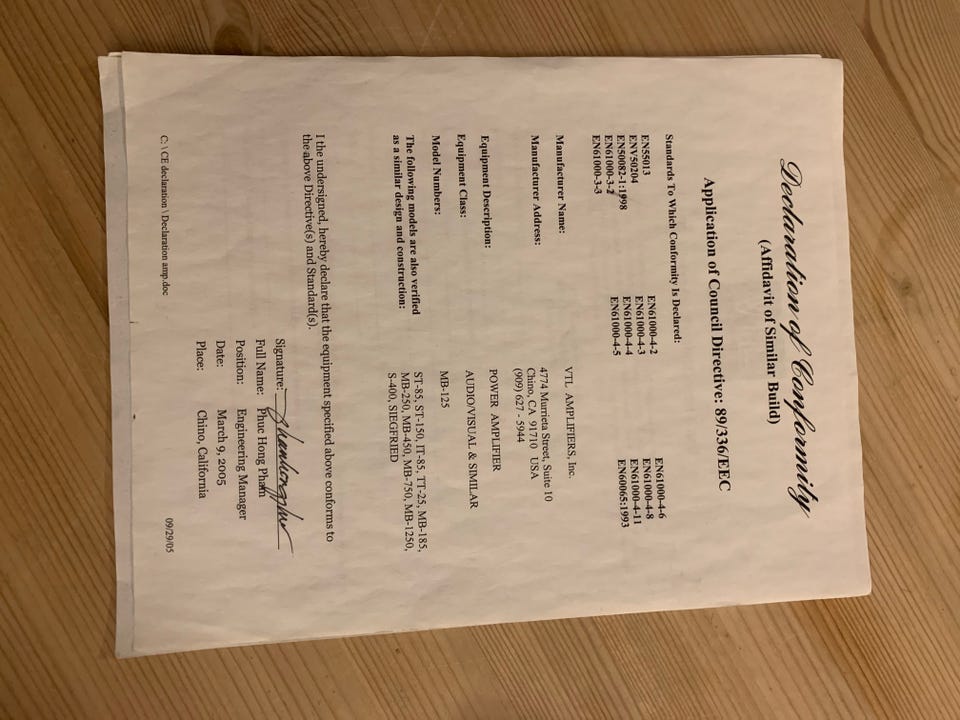 Declaration of Conformity
(Affidavit of Similar Build)
Application of Council Directive: 89/336/EEC
Standards To Which Conformity Is Declared:
EN55013 EN61000-4-2 EN61000-4-6
ENV50204 EN61000-4-3 EN61000-4-8
EN50082-1:1998 EN61000-4-4 EN61000-4-11
EN61000-3-2 EN61000-4-5 EN60065:1993
EN61000-3-3
Manufacturer Name: VTL AMPLIFIERS, Inc.
Manufacturer Address: 4774 Murrieta Street, Suite 10
Chino, CA 91710 USA
(909) 627 - 5944
Equipment Description: POWER AMPLIFIER
Equipment Class: AUDIO/VISUAL & SIMILAR
Model Numbers: MB-125
The following models are also verified ST-85, ST-150, IT-85, TT-25, MB-185,
as a similar design and construction: MB-250, MB-450, MB-750, MB-1250,
S-400, SIEGFRIED
I the undersigned, hereby declare that the equipment specified above conforms to
the above Directive(s) and Standard(s).
Signature:
Full Name: Phuc Hong Pham
Position: Engineering Manager
Date: March 9, 2005
Place: Chino, California
C: \ CE declaration \ Declaration amp.doc 09/29/05